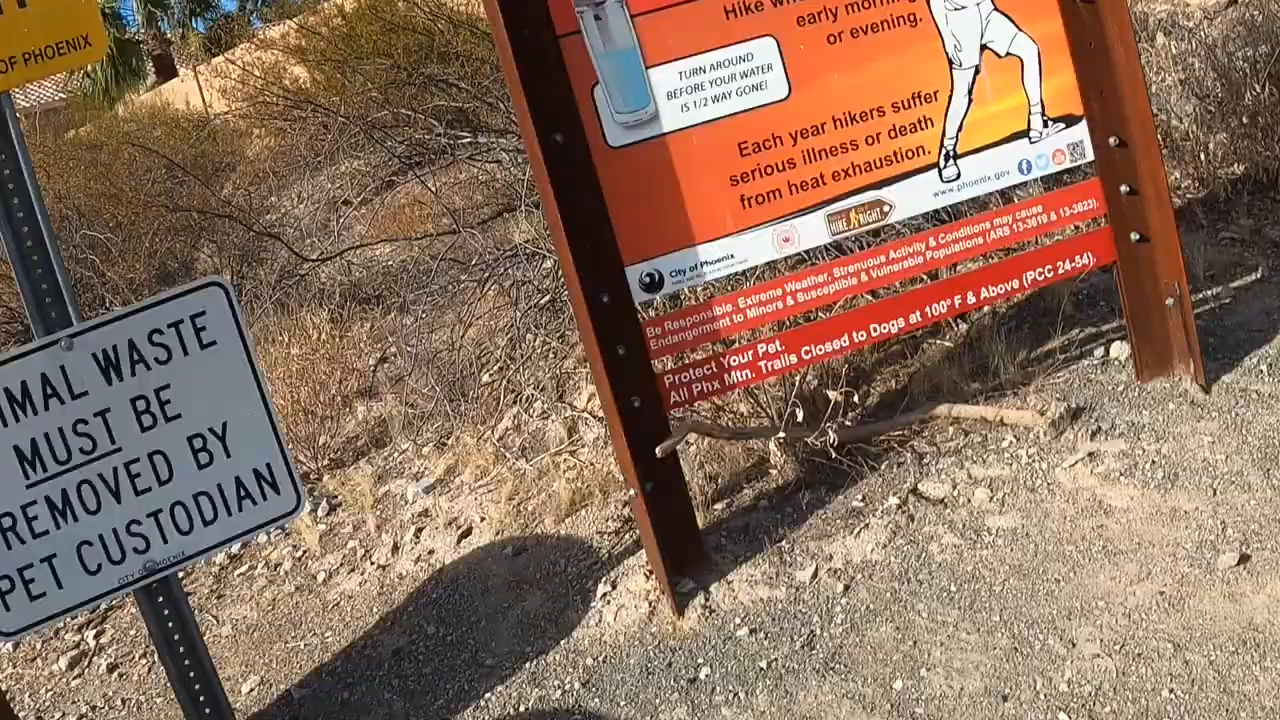 OF PHOENIX
IMAL WASTE
MUST BE
REMOVED BY
PET CUSTODIAN
CITY OF PHOENIX
Hike
early morning
or evening.
TURN AROUND
BEFORE YOUR WATER
IS 1/2 WAY GONE!
Each year hikers suffer
serious illness or death
from heat exhaustion.
www.phoenix.gov
HIKE RIGHT.
City of Phoenix
Be Responsible. Extreme Weather, Strenuous Activity & Conditions may cause
Endangerment to Minors & Susceptible & Vulnerable Populations (ARS 13-3619 & 13-3623).
Protect Your Pet.
All Phx Mtn. Trails Closed to Dogs at 100° F & Above (PCC 24-54).